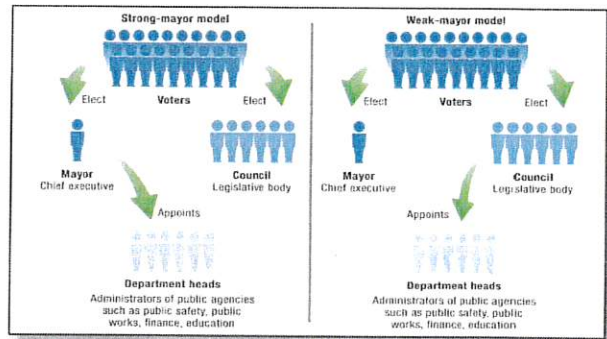 Strong-mayor model
Elect
Voters
Elect
Mayor
Chief executive
Council
Legislative body
Appoints
Department heads
Administrators of public agencies
such as public safety, public
works, finance, education
Weak-mayor model
Elect
Voters
Elect
Mayor
Chief executive
Council
Legislative body
Appoints
Department heads
Administrators of public agencies
such as public safety, public
works, finance, education